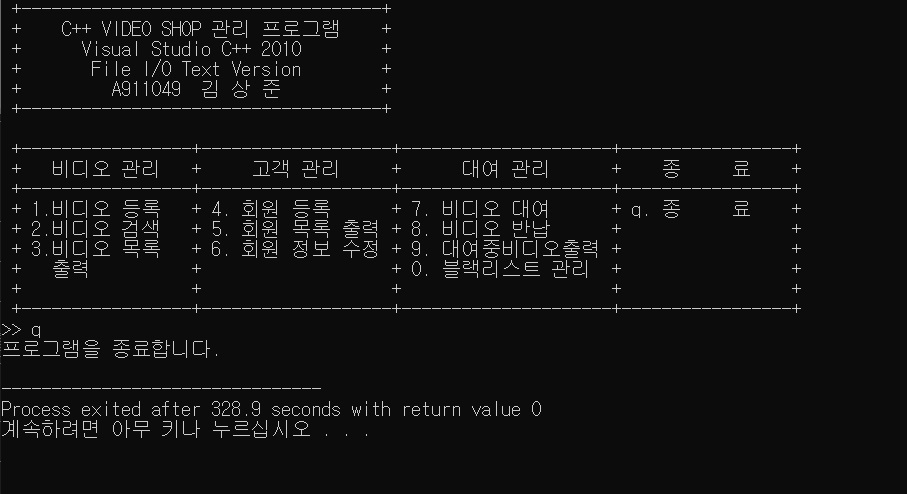 +-----------------------------------+
+ C++ VIDEO SHOP 관리 프로그램 +
+ Visual Studio C++ 2010 +
+ File I/O Text Version +
+ A911049 김 상 준 +
+-----------------------------------+
+-----------------+-------------------+---------------------+-----------------+
+ 비디오 관리 + 고객 관리 + 대여 관리 + 종 료 +
+-----------------+-------------------+---------------------+-----------------+
+ 1.비디오 등록 + 4. 회원 등록 + 7. 비디오 대여 + q. 종 료 +
+ 2.비디오 검색 + 5. 회원 목록 출력 + 8. 비디오 반납 + +
+ 3.비디오 목록 + 6. 회원 정보 수정 + 9. 대여중비디오출력 + +
+ 출력 + + 0. 블랙리스트 관리 + +
+ + + + +
+-----------------+-------------------+---------------------+-----------------+
>> q
프로그램을 종료합니다.
--------------------------------
Process exited after 328.9 seconds with return value 0
계속하려면 아무 키나 누르십시오 . . .